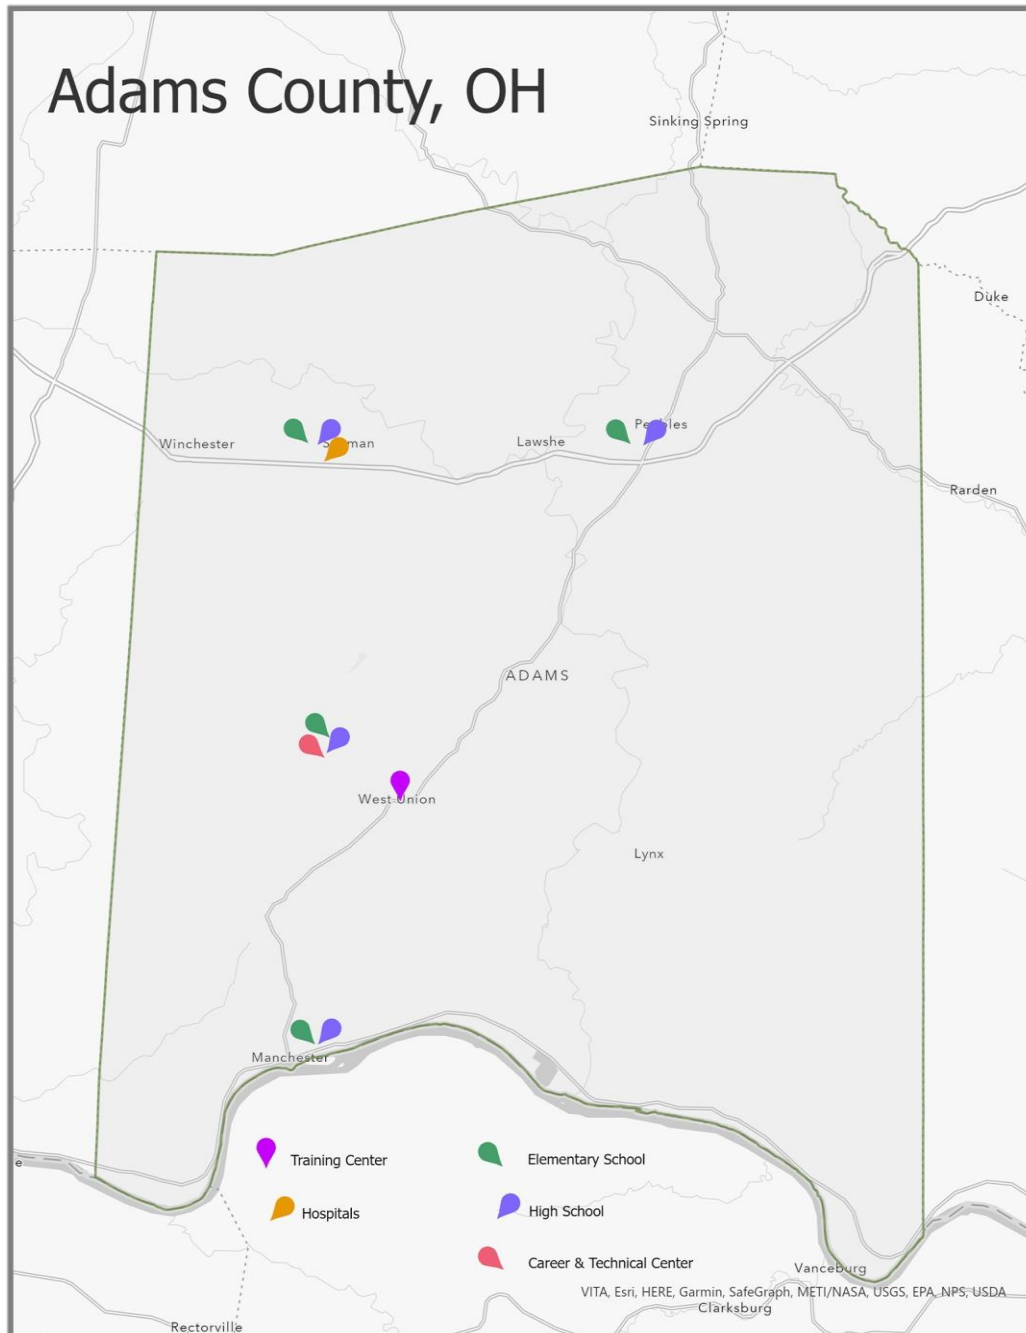 Adams County, OH
Sinking Spring
Duke
Winchester
Lawshe
Rarden
ADAMS
West Union
Lynx
Manchester
e
Training Center
Elementary School
Hospitals
High School
Career & Technical Center
Vanceburg
VITA, Esri, HERE, Garmin, SafeGraph, METI/NASA, USGS, EPA, NPS, USDA
Clarksburg
Rectorville